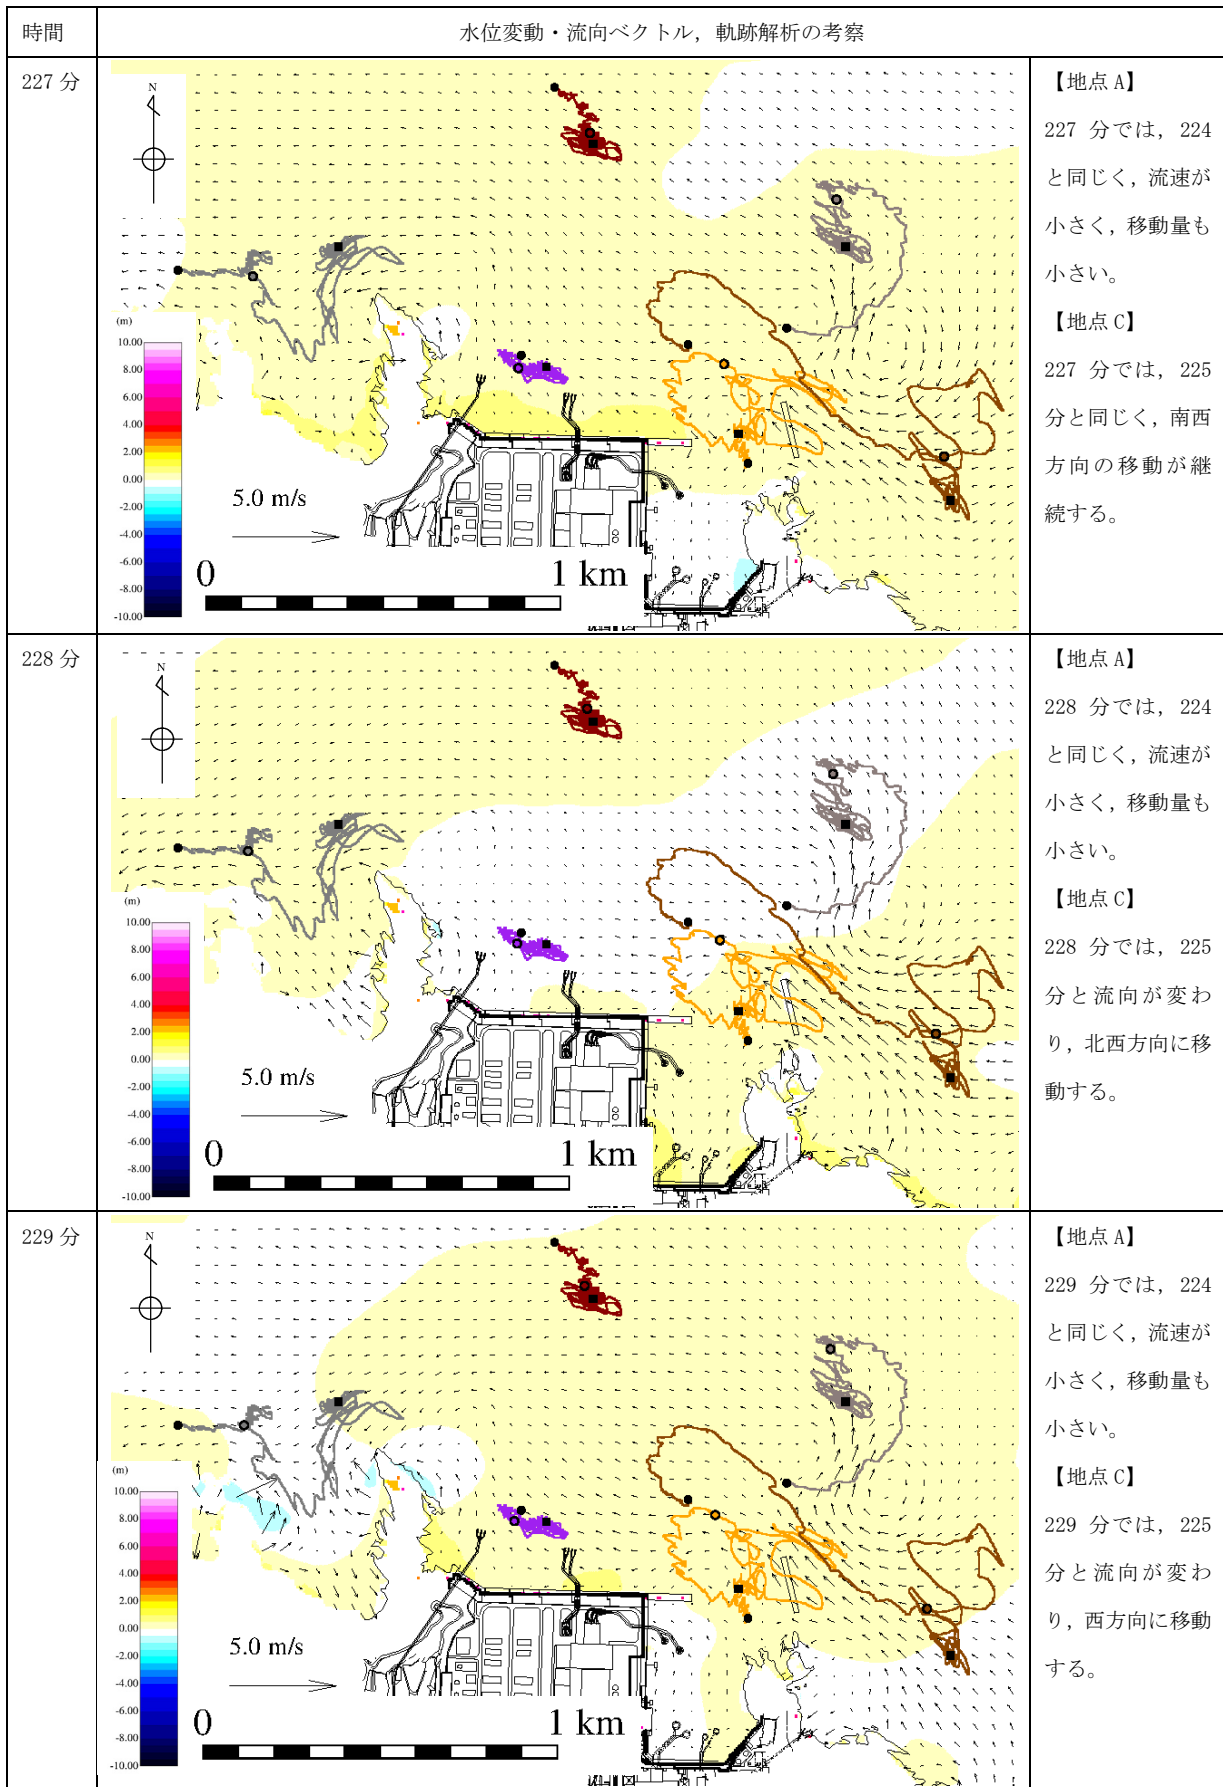 時間
水位変動・流向ベクトル，軌跡解析の考察
227 分
N
(m)
10.00
8.00
6.00
4.00
2.00
0.00
-2.00
-4.00
-6.00
-8.00
-10.00
5.0 m/s
0
1 km
【地点 A】
227 分では，224
と同じく，流速が
小さく，移動量も
小さい。
【地点 C】
227 分では，225
分と同じく，南西
方向の移動が継
続する。
228 分
N
(m)
10.00
8.00
6.00
4.00
2.00
0.00
-2.00
-4.00
-6.00
-8.00
-10.00
5.0 m/s
0
1 km
【地点 A】
228 分では，224
と同じく，流速が
小さく，移動量も
小さい。
【地点 C】
228 分では，225
分と流向が変わ
り，北西方向に移
動する。
229 分
N
(m)
10.00
8.00
6.00
4.00
2.00
0.00
-2.00
-4.00
-6.00
-8.00
-10.00
5.0 m/s
0
1 km
【地点 A】
229 分では，224
と同じく，流速が
小さく，移動量も
小さい。
【地点 C】
229 分では，225
分と流向が変わ
り，西方向に移動
する。